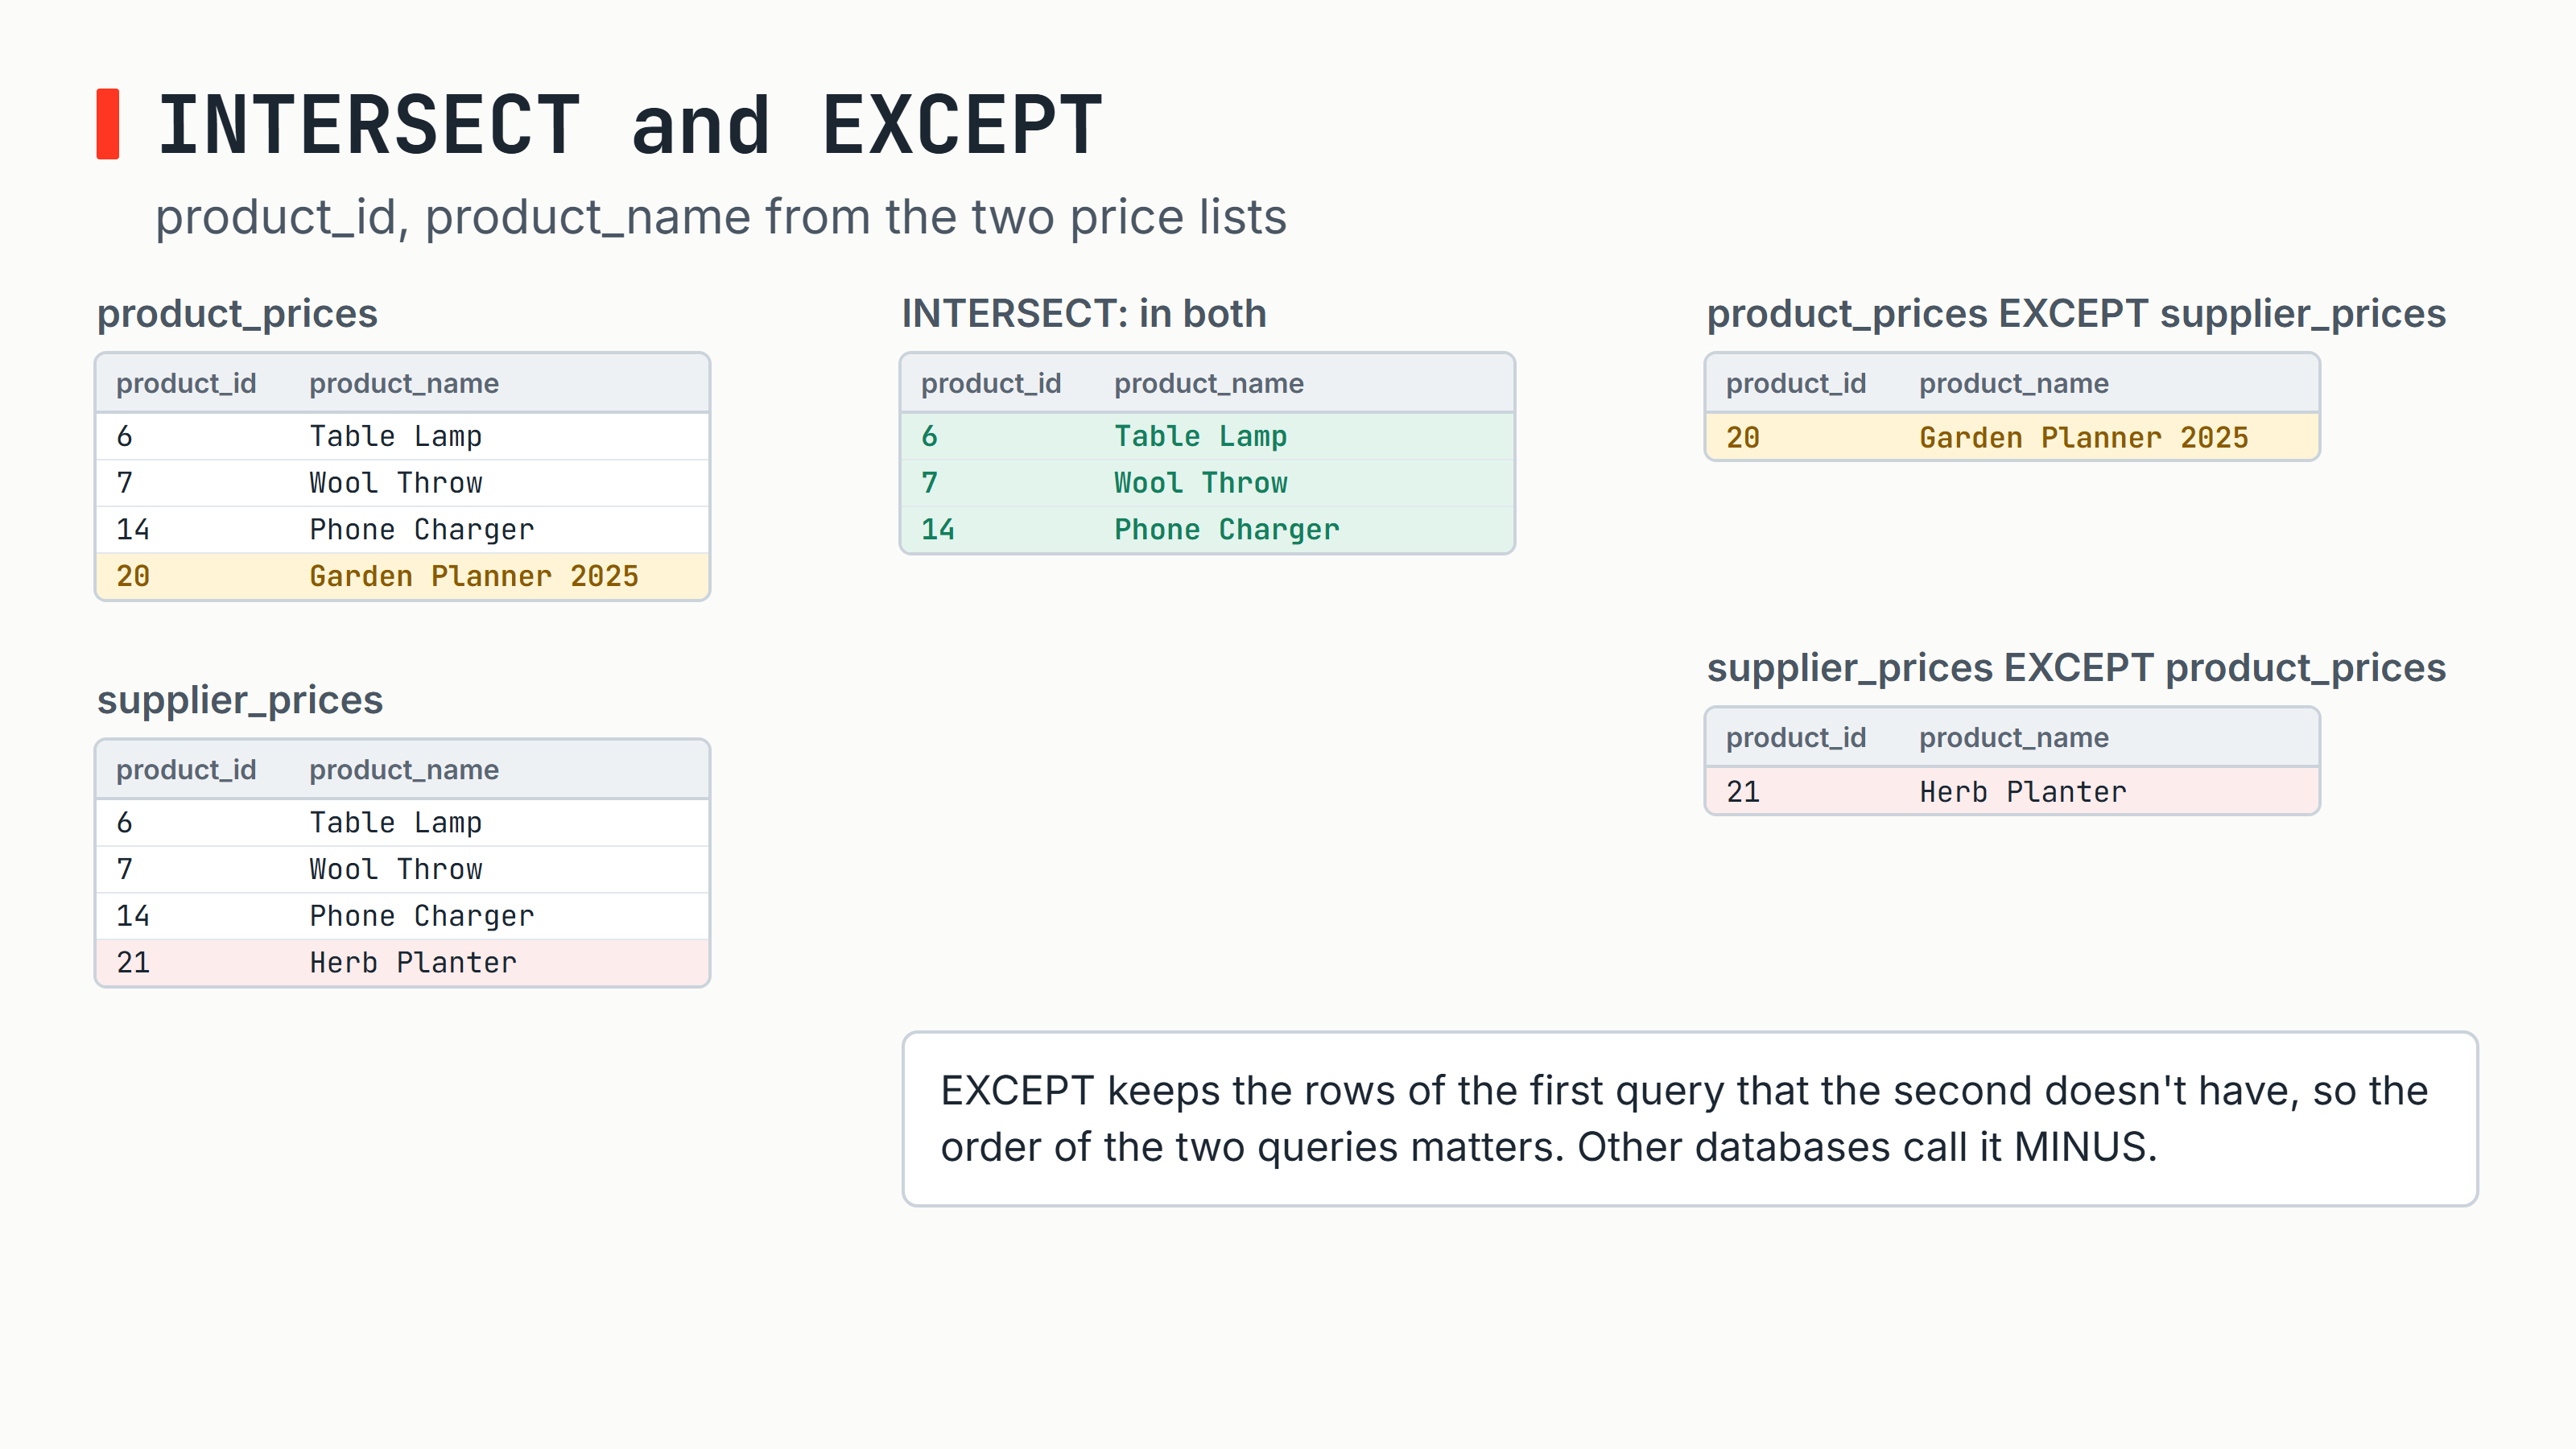 INTERSECT and EXCEPT
product_id, product_name from the two price lists
product_prices
product_id product_name
6 Table Lamp
7 Wool Throw
14 Phone Charger
20 Garden Planner 2025
supplier_prices
product_id product_name
6 Table Lamp
7 Wool Throw
14 Phone Charger
21 Herb Planter
INTERSECT: in both
product_id product_name
6 Table Lamp
7 Wool Throw
14 Phone Charger
product_prices EXCEPT supplier_prices
product_id product_name
20 Garden Planner 2025
supplier_prices EXCEPT product_prices
product_id product_name
21 Herb Planter
EXCEPT keeps the rows of the first query that the second doesn't have, so the
order of the two queries matters. Other databases call it MINUS.